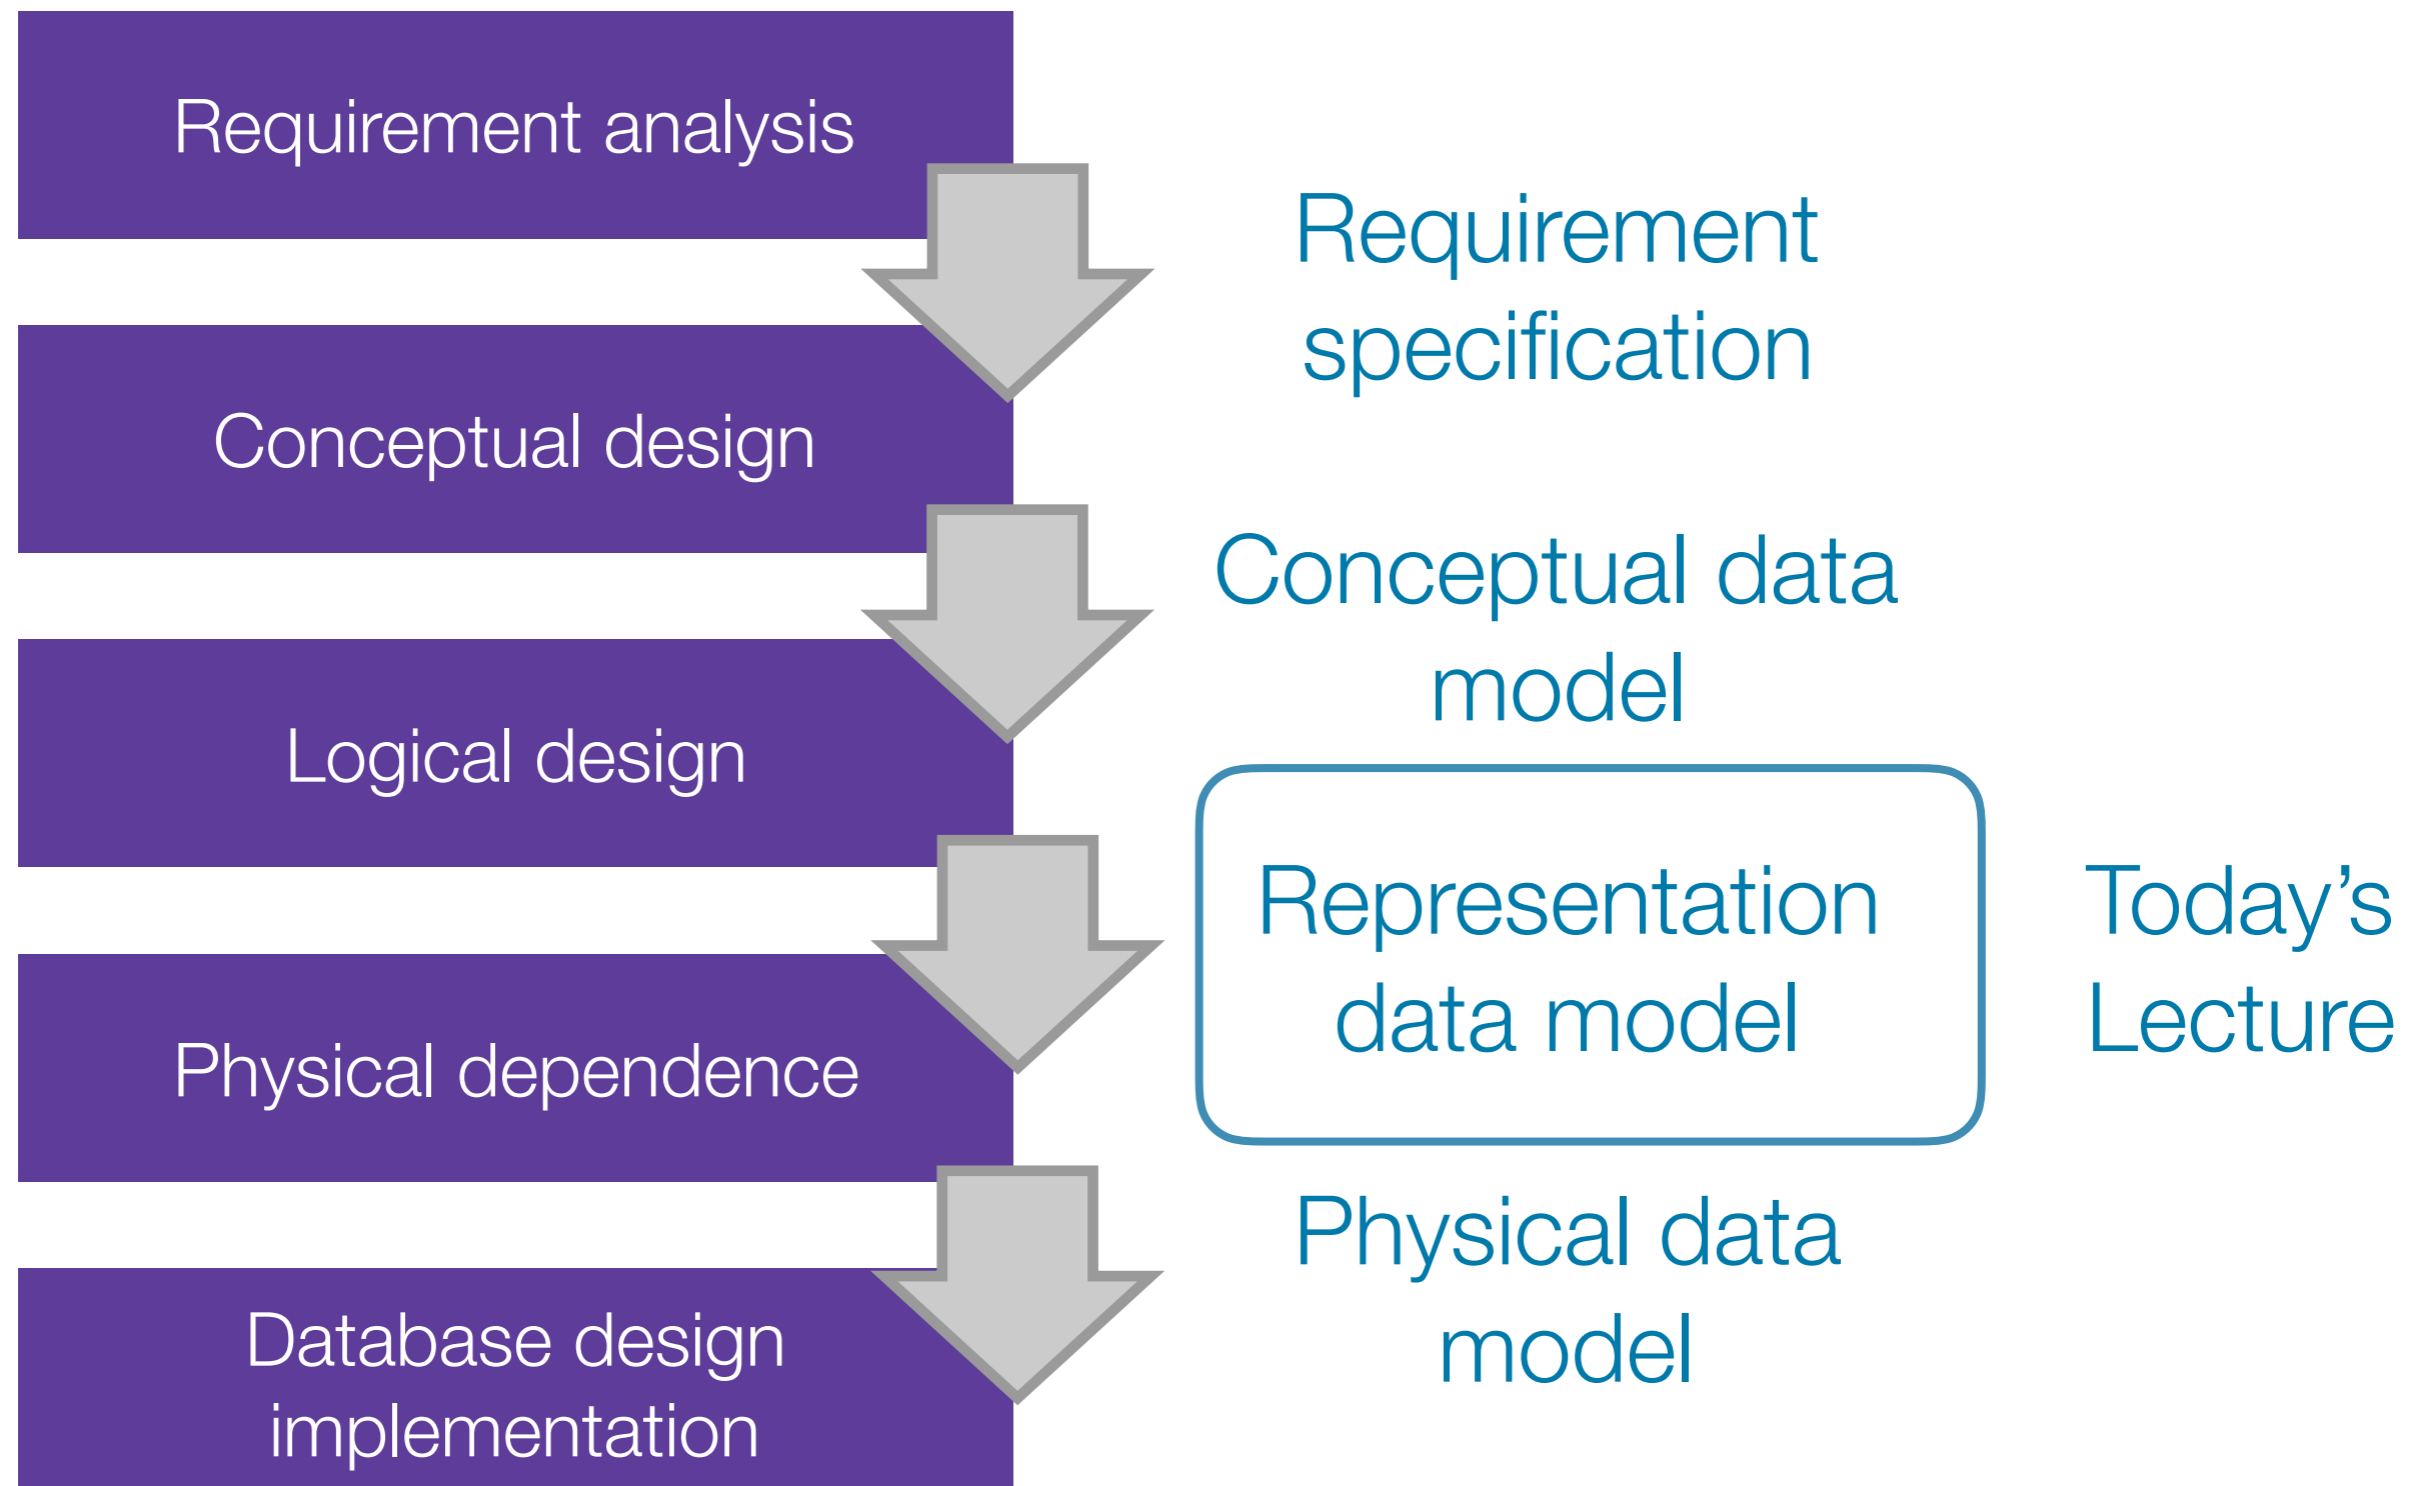 Requirement analysis
Requirement
specification
Conceptual design
Conceptual data
model
Logical design
Representation
data model
Today’s
Lecture
Physical dependence
Physical data
model
Database design
implementation